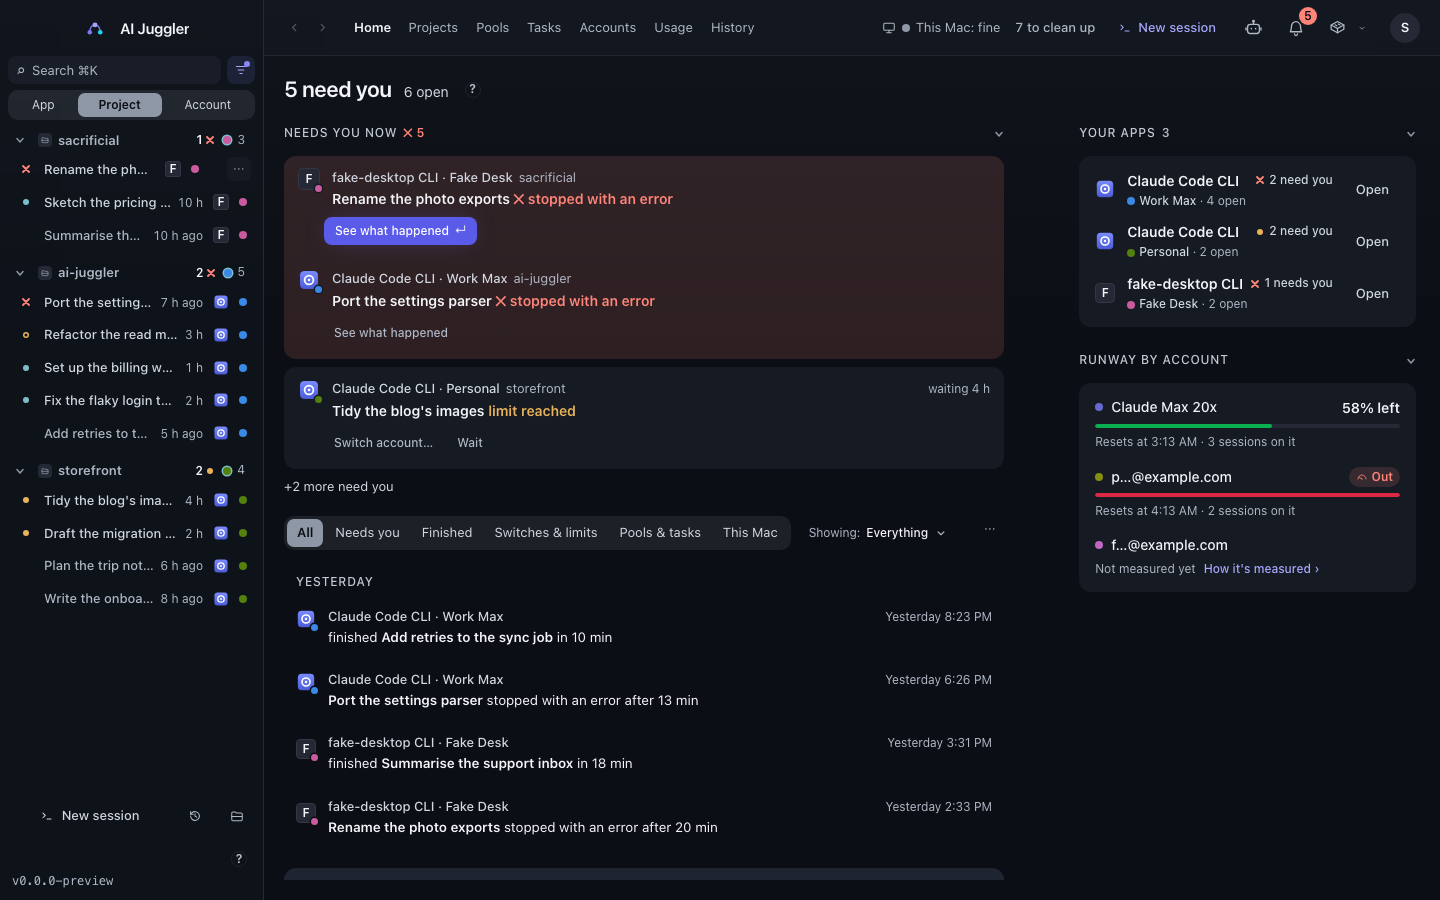 AI Juggler
Search ⌘K
App Project Account
sacrificial 1 3
Rename the ph... F ...
Sketch the pricing ... 10 h F
Summarise th... 10 h ago F
ai-juggler 2 5
Port the setting... 7 h ago
Refactor the read m... 3 h
Set up the billing w... 1 h
Fix the flaky login t... 2 h
Add retries to t... 5 h ago
storefront 2 4
Tidy the blog's ima... 4 h
Draft the migration ... 2 h
Plan the trip not... 6 h ago
Write the onboa... 8 h ago
New session
?
v0.0.0-preview
Home Projects Pools Tasks Accounts Usage History
This Mac: fine 7 to clean up New session 5 S
5 need you 6 open ?
NEEDS YOU NOW 5
F fake-desktop CLI · Fake Desk sacrificial
Rename the photo exports stopped with an error
See what happened
Claude Code CLI · Work Max ai-juggler
Port the settings parser stopped with an error
See what happened
Claude Code CLI · Personal storefront waiting 4 h
Tidy the blog's images limit reached
Switch account... Wait
+2 more need you
All Needs you Finished Switches & limits Pools & tasks This Mac Showing: Everything ...
YESTERDAY
Claude Code CLI · Work Max Yesterday 8:23 PM
finished Add retries to the sync job in 10 min
Claude Code CLI · Work Max Yesterday 6:26 PM
Port the settings parser stopped with an error after 13 min
F fake-desktop CLI · Fake Desk Yesterday 3:31 PM
finished Summarise the support inbox in 18 min
F fake-desktop CLI · Fake Desk Yesterday 2:33 PM
Rename the photo exports stopped with an error after 20 min
YOUR APPS 3
Claude Code CLI 2 need you Open
Work Max · 4 open
Claude Code CLI 2 need you Open
Personal · 2 open
F fake-desktop CLI 1 needs you Open
Fake Desk · 2 open
RUNWAY BY ACCOUNT
Claude Max 20x 58% left
Resets at 3:13 AM · 3 sessions on it
p...@example.com Out
Resets at 4:13 AM · 2 sessions on it
f...@example.com
Not measured yet How it's measured ›